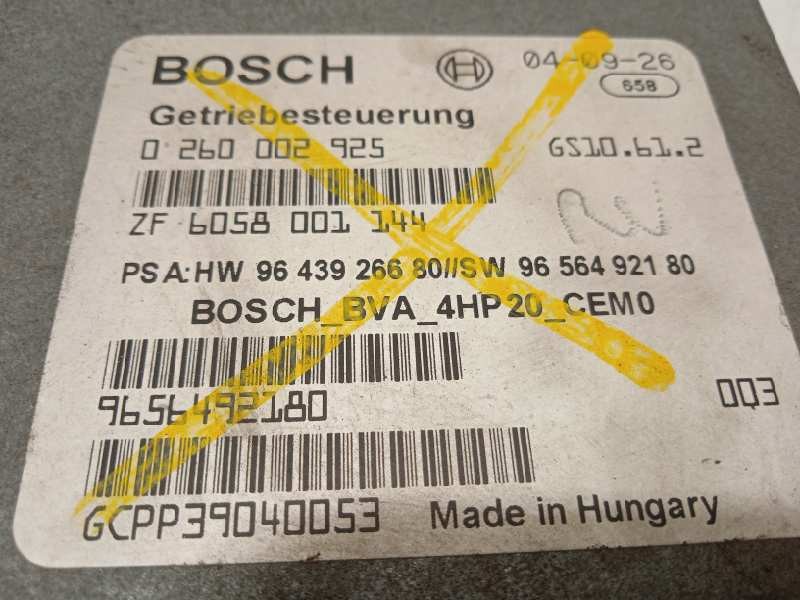 BOSCH 04-09-26
658
Getriebesteuerung
0 260 002 925 GS10.61.2
ZF 6058 001 144
PSA:HW 96 439 266 80//SW 96 564 921 80
BOSCH_BVA_4HP20_CEM0
9656492180
003
GCPP39040053 Made in Hungary